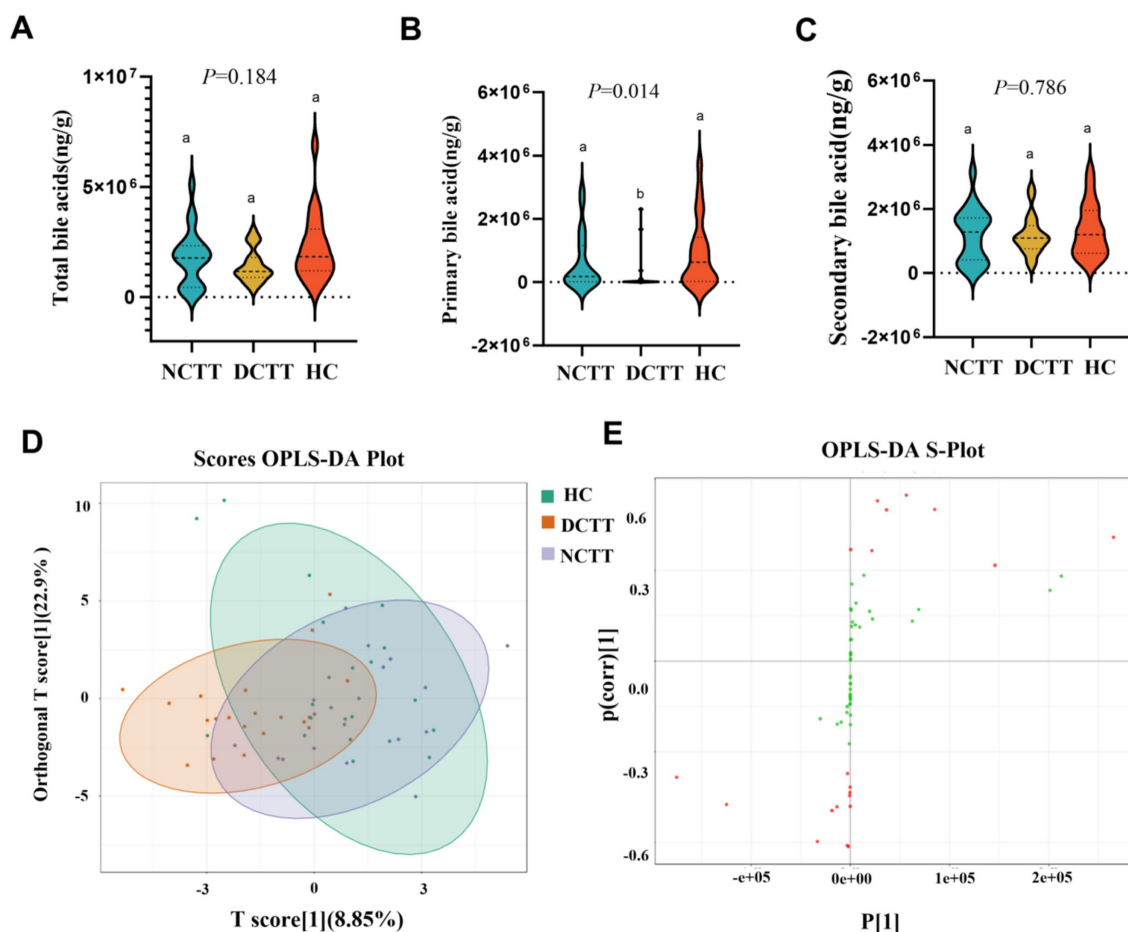 A
Total bile acids(ng/g)
1×10⁷
5×10⁶
0
P=0.184
a
a
a
NCTT DCTT HC
B
Primary bile acid(ng/g)
6×10⁶
4×10⁶
2×10⁶
0
-2×10⁶
P=0.014
a
b
a
NCTT DCTT HC
C
Secondary bile acid(ng/g)
6×10⁶
4×10⁶
2×10⁶
0
-2×10⁶
P=0.786
a
a
a
NCTT DCTT HC
D
Scores OPLS-DA Plot
Orthogonal T score[1](22.9% )
10
5
0
-5
-3 0 3
T score[1](8.85%)
HC
DCTT
NCTT
E
OPLS-DA S-Plot
p(corr)[1]
0.6
0.3
0.0
-0.3
-0.6
-e+05 0e+00 1e+05 2e+05
P[1]